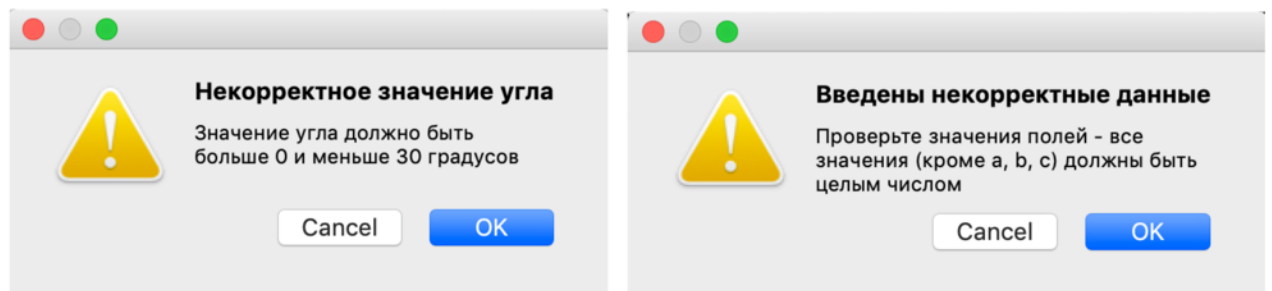 Некорректное значение угла
Значение угла должно быть
больше 0 и меньше 30 градусов
Cancel
OK
Введены некорректные данные
Проверьте значения полей - все
значения (кроме a, b, c) должны быть
целым числом
Cancel
OK